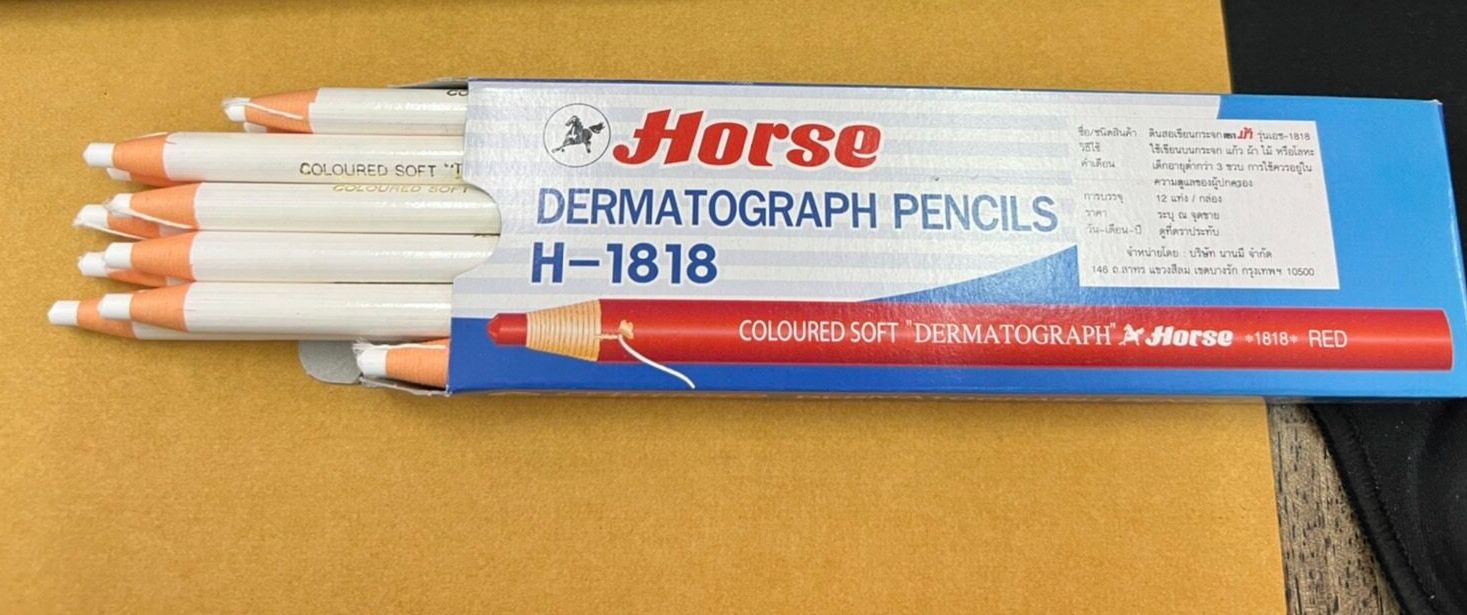 COLOURED SOFT
COLOURED SOFT
Horse
DERMATOGRAPH PENCILS
H-1818
ชื่อ/ชนิดสินค้า ดินสอเขียนกระจก ตราม้า รุ่นเอช-1818
วิธีใช้ ใช้เขียนบนกระจก แก้ว ผ้า ไม้ หรือโลหะ
คำเตือน เด็กอายุต่ำกว่า 3 ขวบ การใช้ควรอยู่ใน
ความดูแลของผู้ปกครอง
การบรรจุ 12 แท่ง / กล่อง
ราคา ระบุ ณ จุดขาย
วัน-เดือน-ปี ดูที่ตราประทับ
จำหน่ายโดย : บริษัท นานมี จำกัด
146 ถ.สาทร แขวงสีลม เขตบางรัก กรุงเทพฯ 10500
COLOURED SOFT "DERMATOGRAPH" Horse *1818* RED